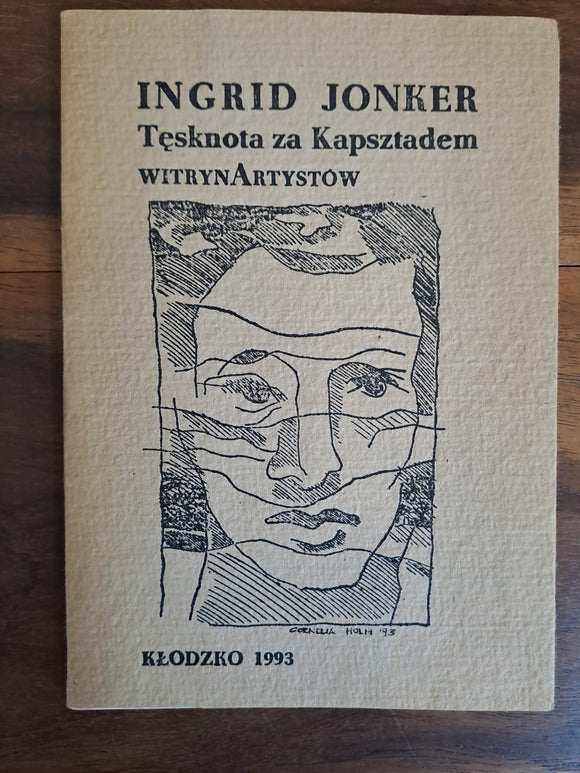 INGRID JONKER
Tęsknota za Kapsztadem
WITRYNARTYSTÓW
CORNELIA HOLM '93
KŁODZKO 1993